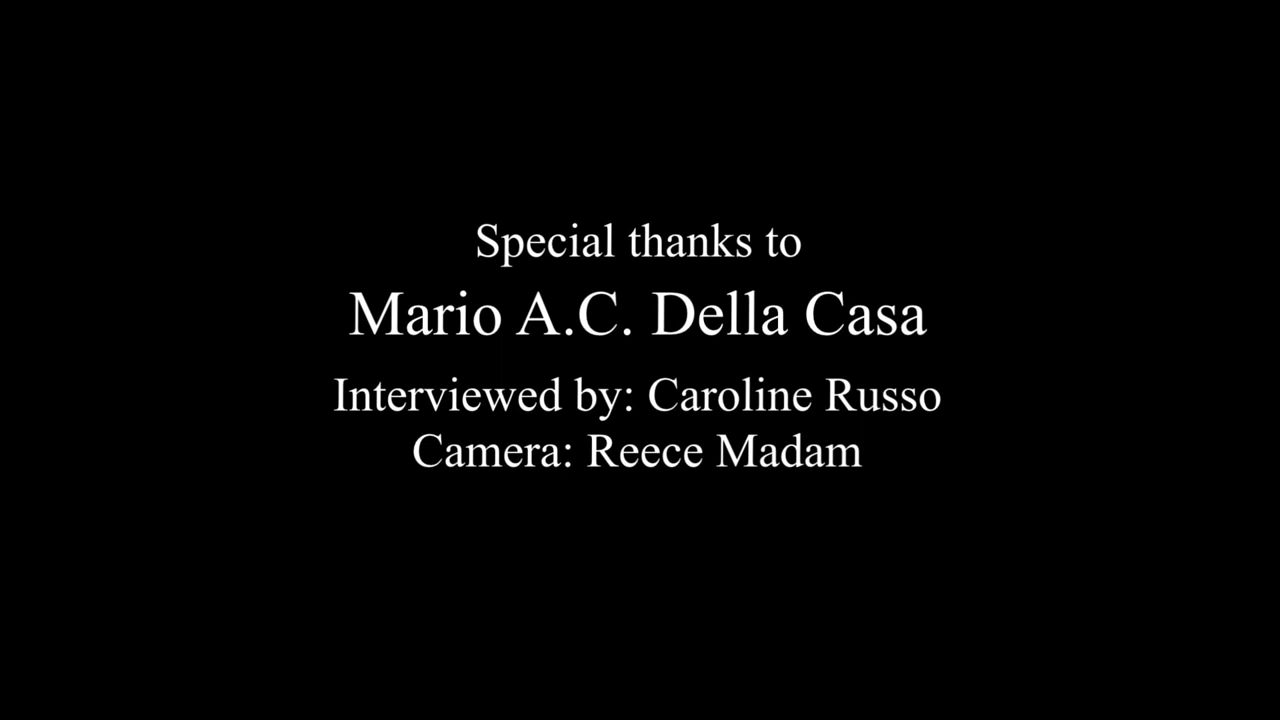 Special thanks to
Mario A.C. Della Casa
Interviewed by: Caroline Russo
Camera: Reece Madam